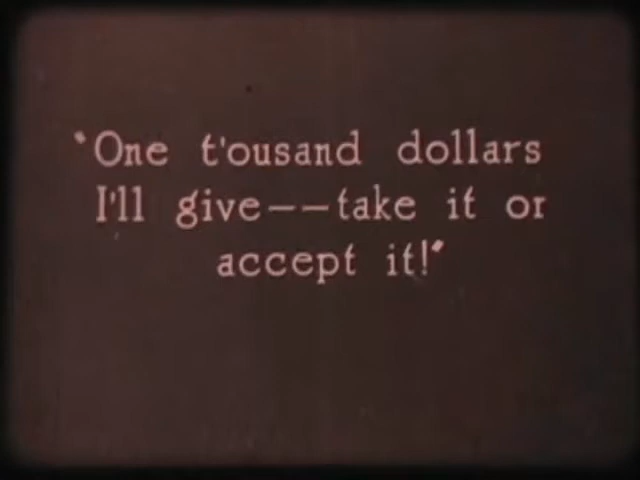 "One t'ousand dollars
I'll give--take it or
accept it!"